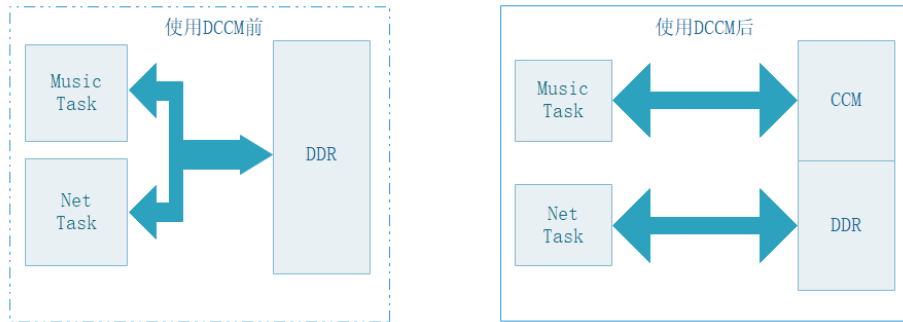 使用DCCM前
Music
Task
Net
Task
DDR
使用DCCM后
Music
Task
Net
Task
CCM
DDR